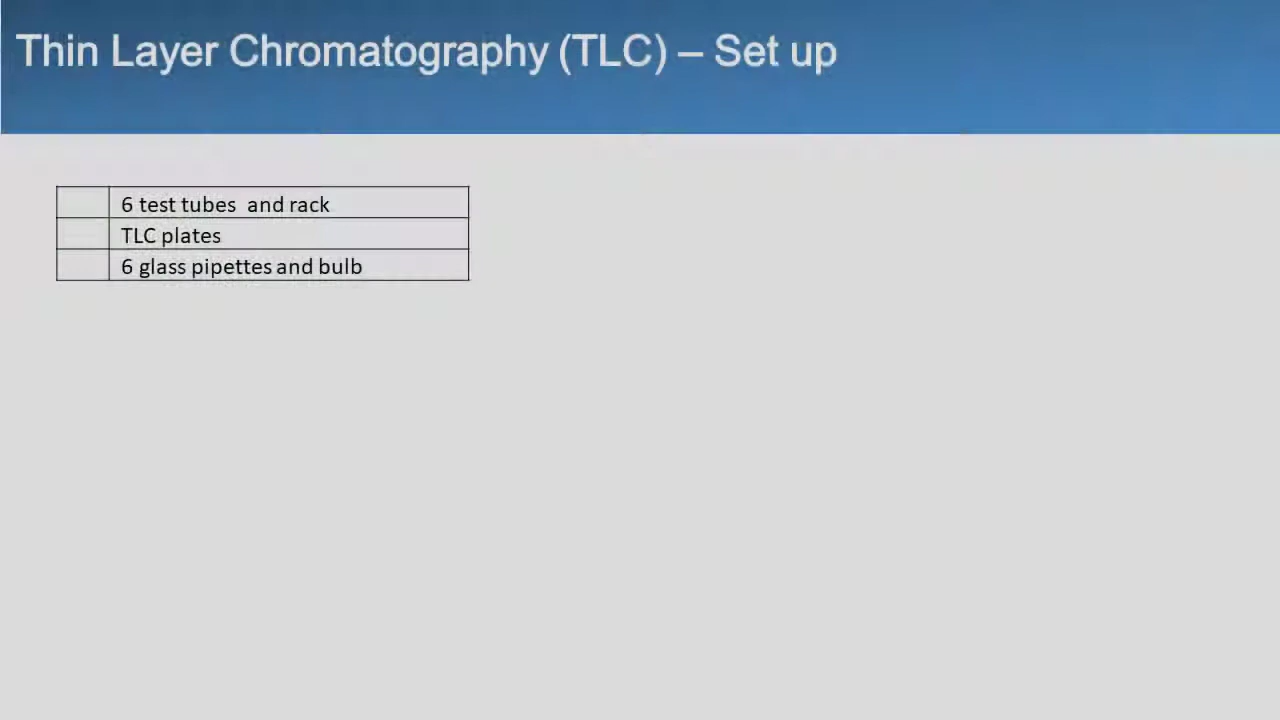 Thin Layer Chromatography (TLC) – Set up
6 test tubes and rack
TLC plates
6 glass pipettes and bulb